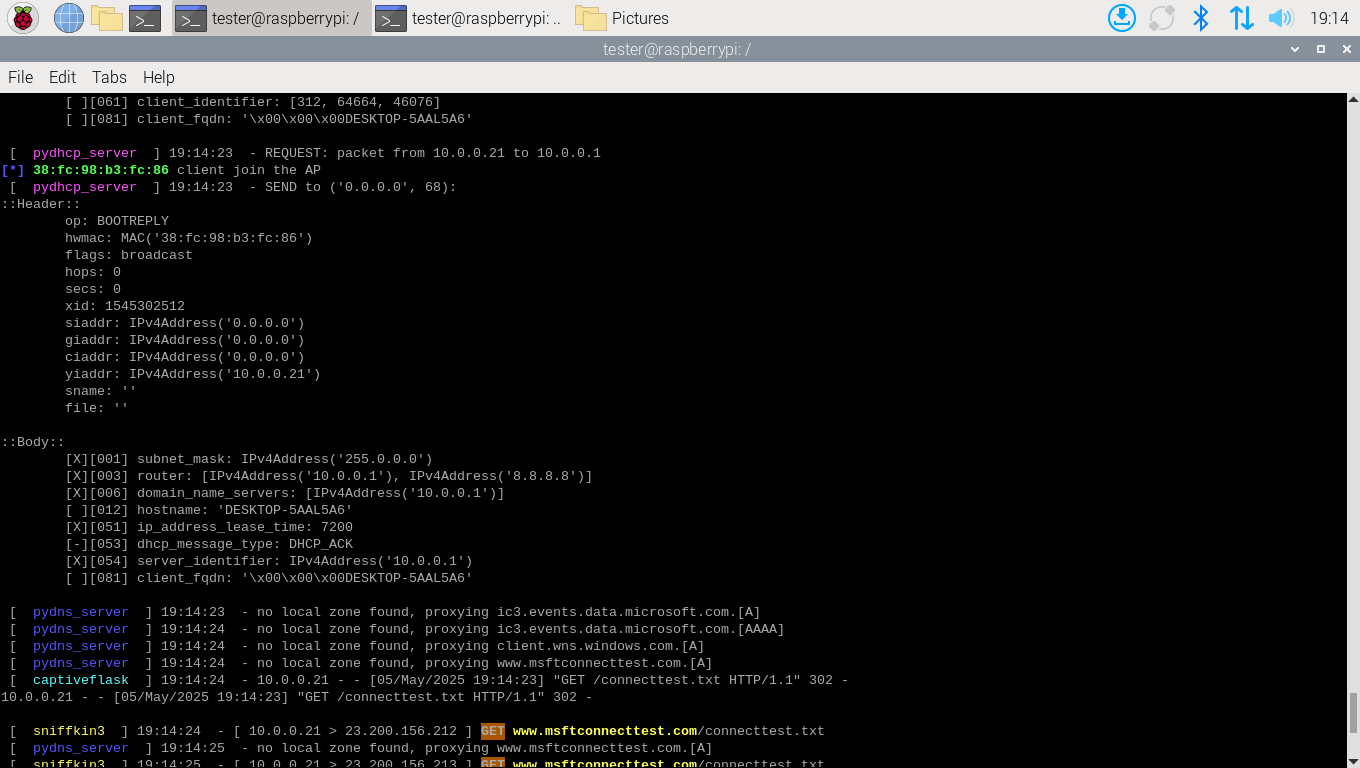 tester@raspberrypi: /
tester@raspberrypi: ..
Pictures
19:14
tester@raspberrypi: /
File Edit Tabs Help
[ ][061] client_identifier: [312, 64664, 46076]
[ ][081] client_fqdn: '\x00\x00\x00DESKTOP-5AAL5A6'
[ pydhcp_server ] 19:14:23 - REQUEST: packet from 10.0.0.21 to 10.0.0.1
[*] 38:fc:98:b3:fc:86 client join the AP
[ pydhcp_server ] 19:14:23 - SEND to ('0.0.0.0', 68):
::Header::
op: BOOTREPLY
hwmac: MAC('38:fc:98:b3:fc:86')
flags: broadcast
hops: 0
secs: 0
xid: 1545302512
siaddr: IPv4Address('0.0.0.0')
giaddr: IPv4Address('0.0.0.0')
ciaddr: IPv4Address('0.0.0.0')
yiaddr: IPv4Address('10.0.0.21')
sname: ''
file: ''
::Body::
[X][001] subnet_mask: IPv4Address('255.0.0.0')
[X][003] router: [IPv4Address('10.0.0.1'), IPv4Address('8.8.8.8')]
[X][006] domain_name_servers: [IPv4Address('10.0.0.1')]
[ ][012] hostname: 'DESKTOP-5AAL5A6'
[X][051] ip_address_lease_time: 7200
[-][053] dhcp_message_type: DHCP_ACK
[X][054] server_identifier: IPv4Address('10.0.0.1')
[ ][081] client_fqdn: '\x00\x00\x00DESKTOP-5AAL5A6'
[ pydns_server ] 19:14:23 - no local zone found, proxying ic3.events.data.microsoft.com.[A]
[ pydns_server ] 19:14:24 - no local zone found, proxying ic3.events.data.microsoft.com.[AAAA]
[ pydns_server ] 19:14:24 - no local zone found, proxying client.wns.windows.com.[A]
[ pydns_server ] 19:14:24 - no local zone found, proxying www.msftconnecttest.com.[A]
[ captiveflask ] 19:14:24 - 10.0.0.21 - - [05/May/2025 19:14:23] "GET /connecttest.txt HTTP/1.1" 302 -
10.0.0.21 - - [05/May/2025 19:14:23] "GET /connecttest.txt HTTP/1.1" 302 -
[ sniffkin3 ] 19:14:24 - [ 10.0.0.21 > 23.200.156.212 ] GET www.msftconnecttest.com/connecttest.txt
[ pydns_server ] 19:14:25 - no local zone found, proxying www.msftconnecttest.com.[A]
[ sniffkin3 ] 19:14:25 - [ 10.0.0.21 > 23.200.156.213 ] GET www.msftconnecttest.com/connecttest.txt